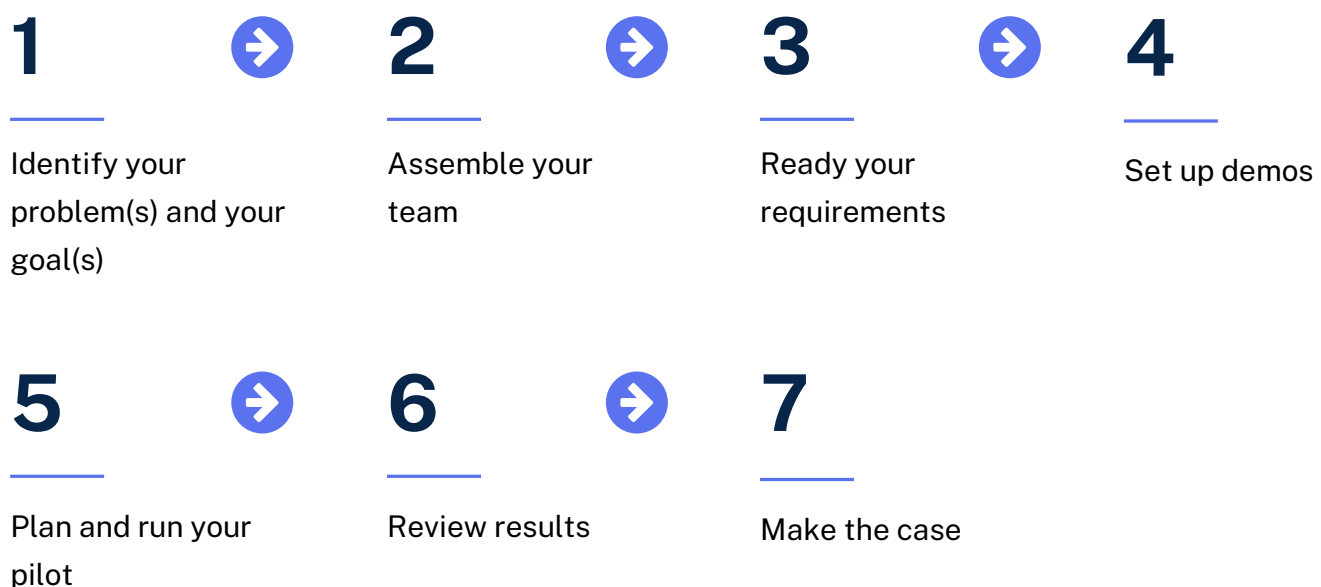 1
Identify your
problem(s) and your
goal(s)
2
Assemble your
team
3
Ready your
requirements
4
Set up demos
5
Plan and run your
pilot
6
Review results
7
Make the case